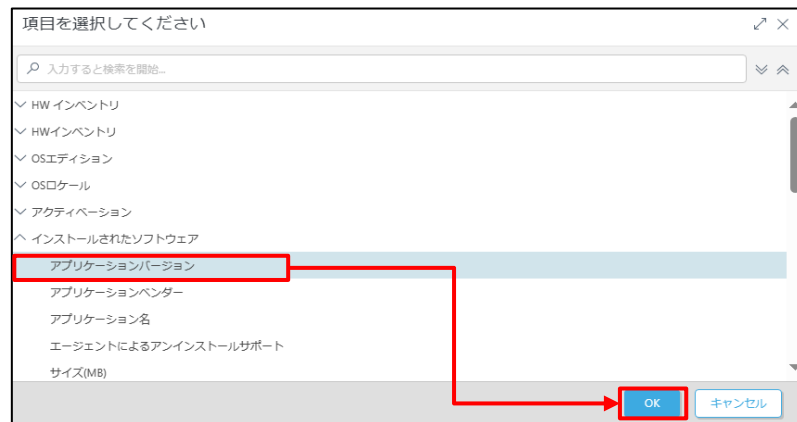 項目を選択してください
入力すると検索を開始...
HW インベントリ
HWインベントリ
OSエディション
OSロケール
アクティベーション
インストールされたソフトウェア
アプリケーションバージョン
アプリケーションベンダー
アプリケーション名
エージェントによるアンインストールサポート
サイズ(MB)
OK キャンセル